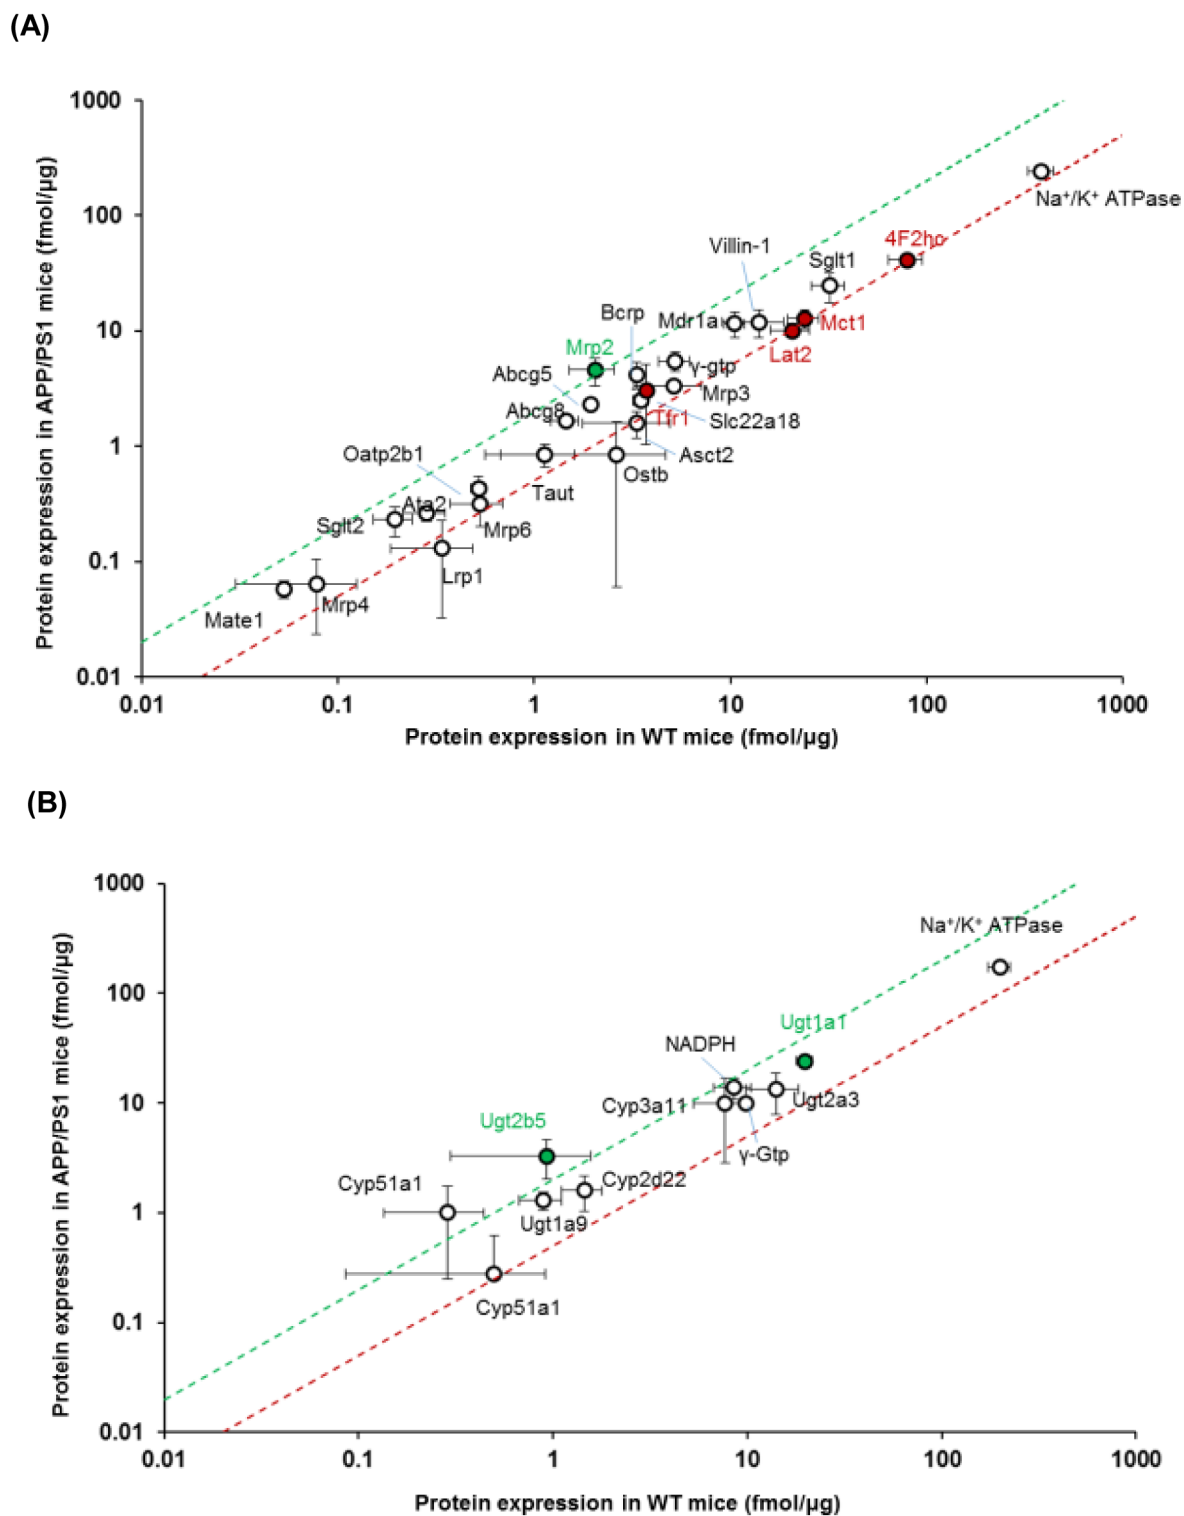 (A)
1000
100
10
1
0.1
0.01
0.01
0.1
1
10
100
1000
Protein expression in APP/PS1 mice (fmol/µg)
Protein expression in WT mice (fmol/µg)
Na⁺/K⁺ ATPase
4F2hc
Villin-1
Sglt1
Bcrp
Mdr1a
Mct1
Mrp2
Lat2
γ-gtp
Abcg5
Mrp3
Abcg8
Tfr1
Slc22a18
Oatp2b1
Asct2
Ostb
Taut
Ata2
Sglt2
Mrp6
Lrp1
Mrp4
Mate1
(B)
1000
100
10
1
0.1
0.01
0.01
0.1
1
10
100
1000
Protein expression in APP/PS1 mice (fmol/µg)
Protein expression in WT mice (fmol/µg)
Na⁺/K⁺ ATPase
Ugt1a1
NADPH
Cyp3a11
Ugt2a3
Ugt2b5
γ-Gtp
Cyp51a1
Cyp2d22
Ugt1a9
Cyp51a1